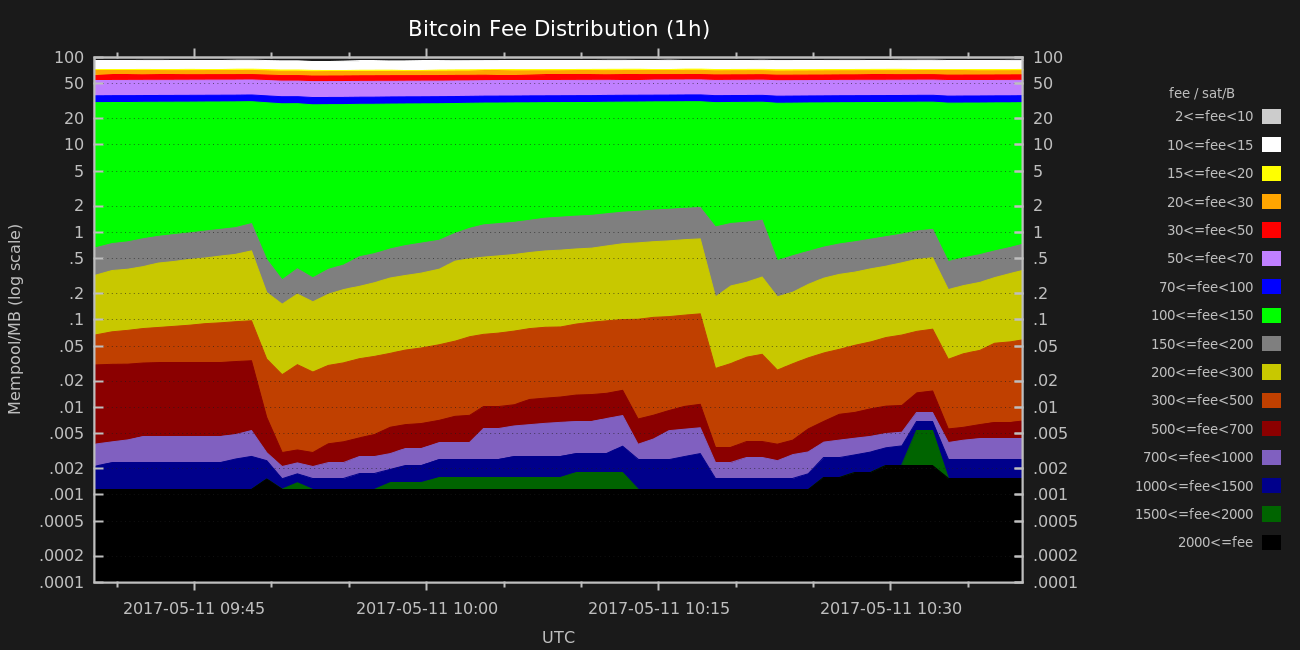 Bitcoin Fee Distribution (1h)
Mempool/MB (log scale)
100
50
20
10
5
2
1
.5
.2
.1
.05
.02
.01
.005
.002
.001
.0005
.0002
.0001
100
50
20
10
5
2
1
.5
.2
.1
.05
.02
.01
.005
.002
.001
.0005
.0002
.0001
2017-05-11 09:45 2017-05-11 10:00 2017-05-11 10:15 2017-05-11 10:30
UTC
fee / sat/B
2<=fee<10
10<=fee<15
15<=fee<20
20<=fee<30
30<=fee<50
50<=fee<70
70<=fee<100
100<=fee<150
150<=fee<200
200<=fee<300
300<=fee<500
500<=fee<700
700<=fee<1000
1000<=fee<1500
1500<=fee<2000
2000<=fee